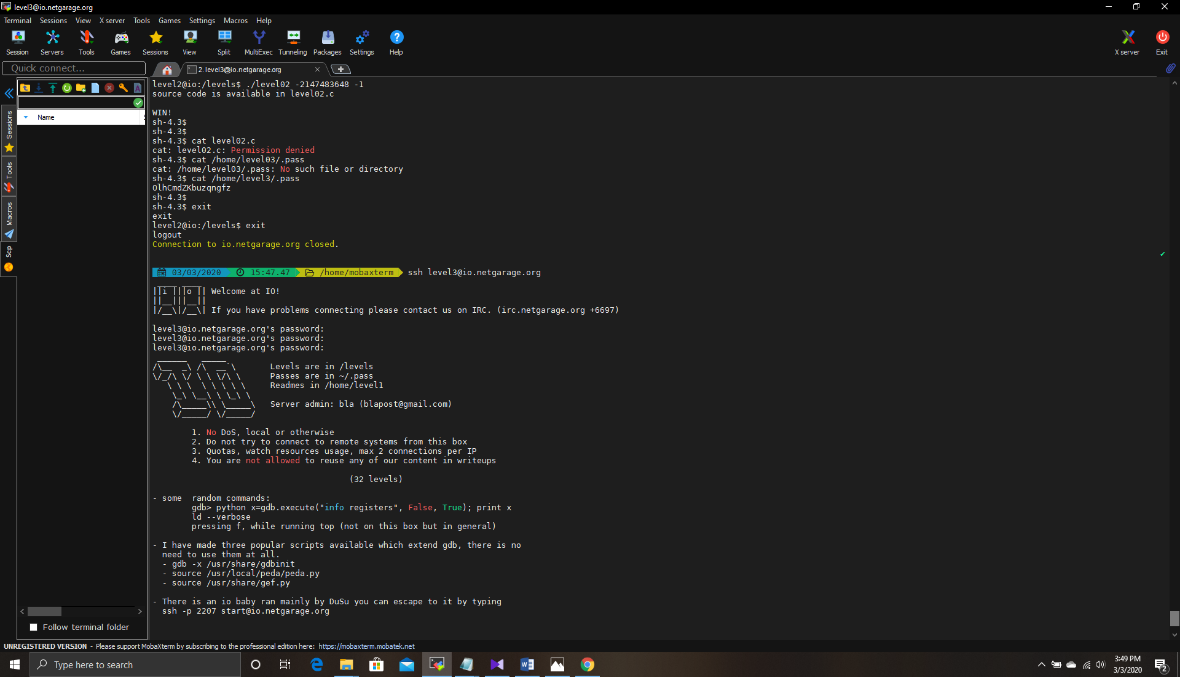 level3@io.netgarage.org
Terminal Sessions View X server Tools Games Settings Macros Help
Session Servers Tools Games Sessions View Split MultiExec Tunneling Packages Settings Help X server Exit
Quick connect...
2. level3@io.netgarage.org
Name
Sessions
Tools
Macros
Scp
level2@io:/levels$ ./level02 -2147483648 -1
source code is available in level02.c
WIN!
sh-4.3$
sh-4.3$
sh-4.3$ cat level02.c
cat: level02.c: Permission denied
sh-4.3$ cat /home/level03/.pass
cat: /home/level03/.pass: No such file or directory
sh-4.3$ cat /home/level3/.pass
OlhCmdZKbuzqngfz
sh-4.3$
sh-4.3$ exit
exit
level2@io:/levels$ exit
logout
Connection to io.netgarage.org closed.
03/03/2020 15:47.47 /home/mobaxterm ssh level3@io.netgarage.org
Welcome at IO!
If you have problems connecting please contact us on IRC. (irc.netgarage.org +6697)
level3@io.netgarage.org's password:
level3@io.netgarage.org's password:
level3@io.netgarage.org's password:
Levels are in /levels
Passes are in ~/.pass
Readmes in /home/level1
Server admin: bla (blapost@gmail.com)
1. No DoS, local or otherwise
2. Do not try to connect to remote systems from this box
3. Quotas, watch resources usage, max 2 connections per IP
4. You are not allowed to reuse any of our content in writeups
(32 levels)
- some random commands:
gdb> python x=gdb.execute("info registers", False, True); print x
ld --verbose
pressing f, while running top (not on this box but in general)
- I have made three popular scripts available which extend gdb, there is no
need to use them at all.
- gdb -x /usr/share/gdbinit
- source /usr/local/peda/peda.py
- source /usr/share/gef.py
- There is an io baby ran mainly by DuSu you can escape to it by typing
ssh -p 2207 start@io.netgarage.org
Follow terminal folder
UNREGISTERED VERSION - Please support MobaXterm by subscribing to the professional edition here: https://mobaxterm.mobatek.net
Type here to search
3:49 PM
3/3/2020
2